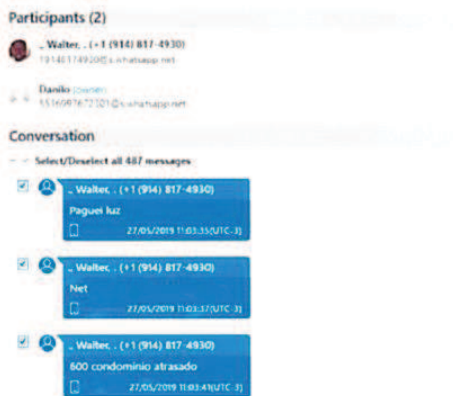 Participants (2)
., Walter, . (+1 (914) 817-4930)
19148174930@s.whatsapp.net
Danilo (owner)
@s.whatsapp.net
Conversation
Select/Deselect all 487 messages
., Walter, . (+1 (914) 817-4930)
Paguei luz
27/05/2019 11:03:35(UTC-3)
., Walter, . (+1 (914) 817-4930)
Net
27/05/2019 11:03:37(UTC-3)
., Walter, . (+1 (914) 817-4930)
600 condominio atrasado
27/05/2019 11:03:41(UTC-3)